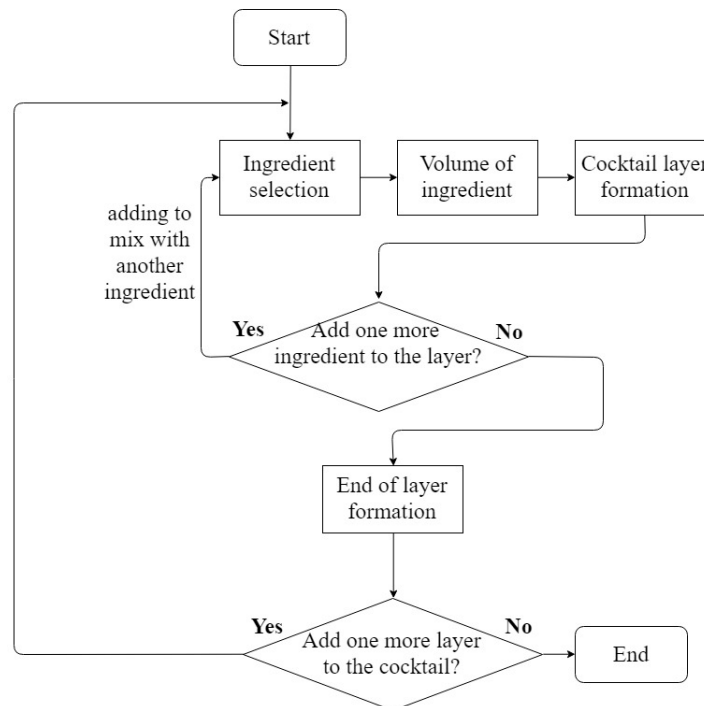 Start
Ingredient
selection
Volume of
ingredient
Cocktail layer
formation
adding to
mix with
another
ingredient
Yes
Add one more
ingredient to the layer?
No
End of layer
formation
Yes
Add one more layer
to the cocktail?
No
End